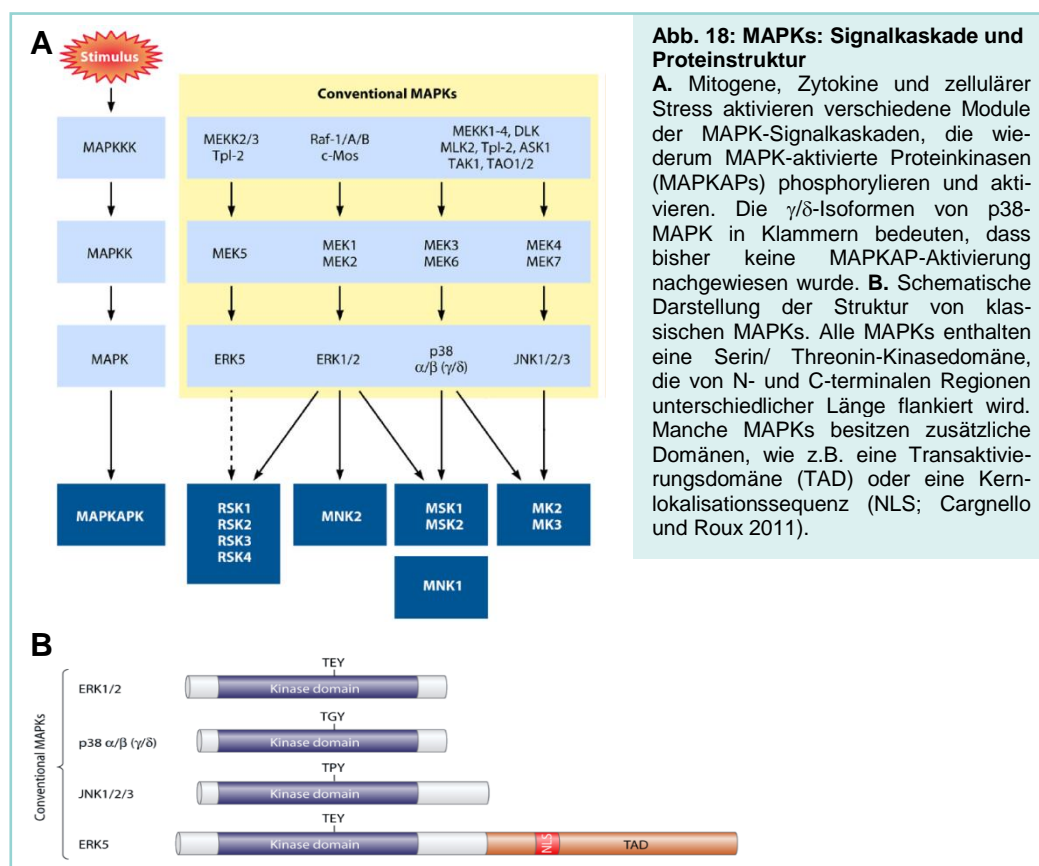 A
Stimulus
Conventional MAPKs
MAPKKK
MEKK2/3
Tpl-2
Raf-1/A/B
c-Mos
MEKK1-4, DLK
MLK2, Tpl-2, ASK1
TAK1, TAO1/2
MAPKK
MEK5
MEK1
MEK2
MEK3
MEK6
MEK4
MEK7
MAPK
ERK5
ERK1/2
p38
α/β (γ/δ)
JNK1/2/3
MAPKAPK
RSK1
RSK2
RSK3
RSK4
MNK2
MSK1
MSK2
MK2
MK3
MNK1
Abb. 18: MAPKs: Signalkaskade und
Proteinstruktur
A. Mitogene, Zytokine und zellulärer
Stress aktivieren verschiedene Module
der MAPK-Signalkaskaden, die wie-
derum MAPK-aktivierte Proteinkinasen
(MAPKAPs) phosphorylieren und akti-
vieren. Die γ/δ-Isoformen von p38-
MAPK in Klammern bedeuten, dass
bisher keine MAPKAP-Aktivierung
nachgewiesen wurde. B. Schematische
Darstellung der Struktur von klas-
sischen MAPKs. Alle MAPKs enthalten
eine Serin/ Threonin-Kinasedomäne,
die von N- und C-terminalen Regionen
unterschiedlicher Länge flankiert wird.
Manche MAPKs besitzen zusätzliche
Domänen, wie z.B. eine Transaktivie-
rungsdomäne (TAD) oder eine Kern-
lokalisationssequenz (NLS; Cargnello
und Roux 2011).
B
Conventional MAPKs
TEY
ERK1/2
Kinase domain
TGY
p38 α/β (γ/δ)
Kinase domain
TPY
JNK1/2/3
Kinase domain
TEY
ERK5
Kinase domain
NLS
TAD